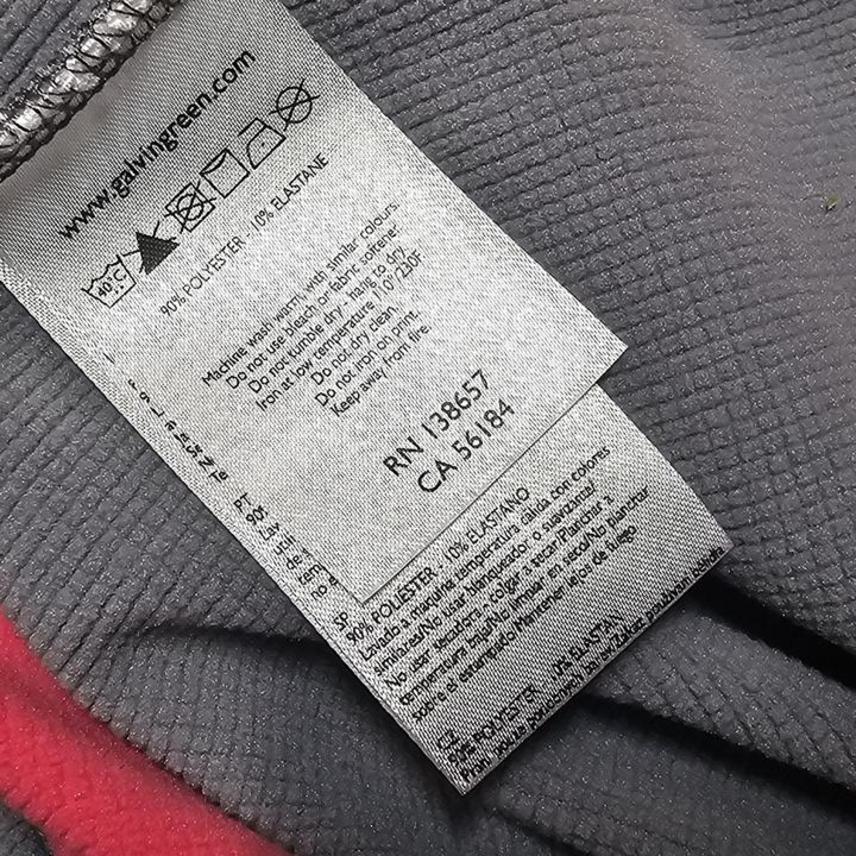 www.galvingreen.com
40°C
90% POLYESTER - 10% ELASTANE
Machine wash warm, with similar colours.
Do not use bleach or fabric softener
Do not tumble dry - hang to dry
Iron at low temperature 110°/230F
Do not dry clean.
Do not iron on print.
Keep away from fire.
RN 138657
CA 56184
SP
90% POLIÉSTER - 10% ELASTANO
Lavado a maquina temperatura cálida con colores
similares/No usar blanqueador o suavizante/
No usar secadora - colgar a secar/Planchar a
temperatura baja/No limpiar en seco/No planchar
sobre el estampado/Mantener lejos de fuego
CZ
90% POLYESTER 10% ELASTAN